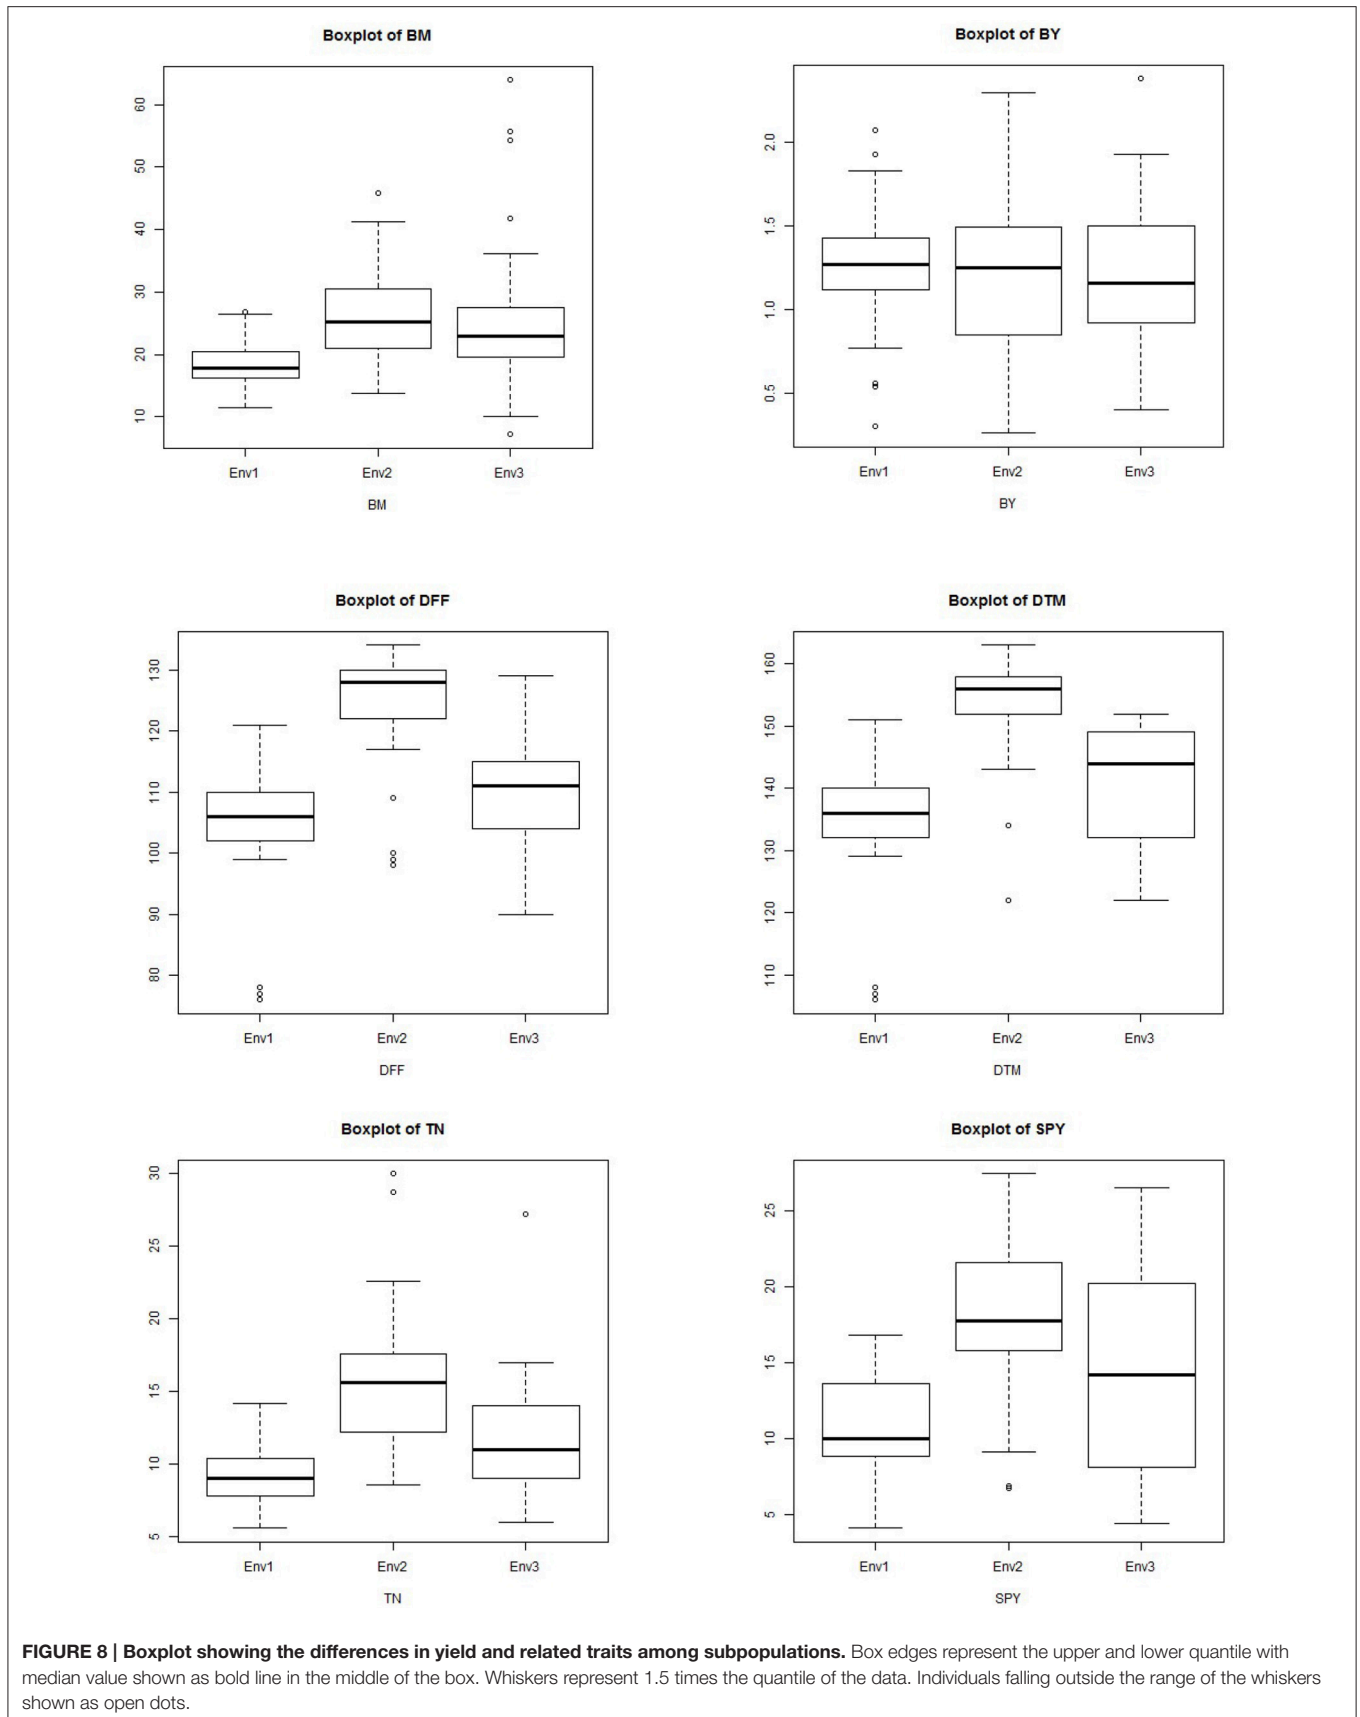 Boxplot of BM
60
50
40
30
20
10
Env1 Env2 Env3
BM
Boxplot of BY
2.0
1.5
1.0
0.5
Env1 Env2 Env3
BY
Boxplot of DFF
130
120
110
100
90
80
Env1 Env2 Env3
DFF
Boxplot of DTM
160
150
140
130
120
110
Env1 Env2 Env3
DTM
Boxplot of TN
30
25
20
15
10
5
Env1 Env2 Env3
TN
Boxplot of SPY
25
20
15
10
5
Env1 Env2 Env3
SPY
FIGURE 8 | Boxplot showing the differences in yield and related traits among subpopulations. Box edges represent the upper and lower quantile with
median value shown as bold line in the middle of the box. Whiskers represent 1.5 times the quantile of the data. Individuals falling outside the range of the whiskers
shown as open dots.